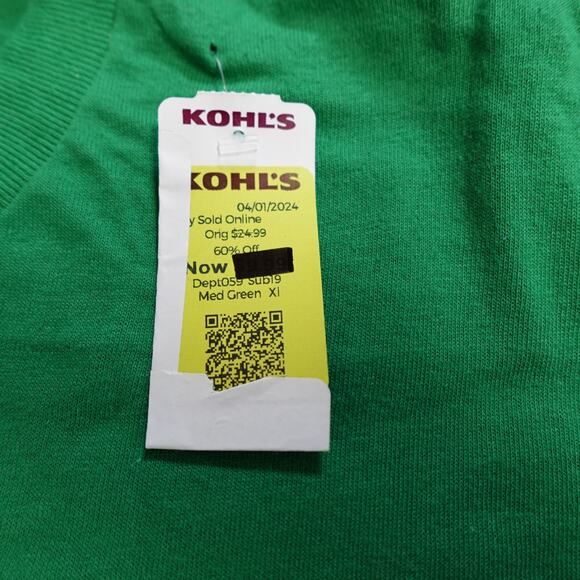 KOHL'S
KOHL'S
04/01/2024
y Sold Online
Orig $24.99
60% Off
Now
Dept059 Sub19
Med Green Xl